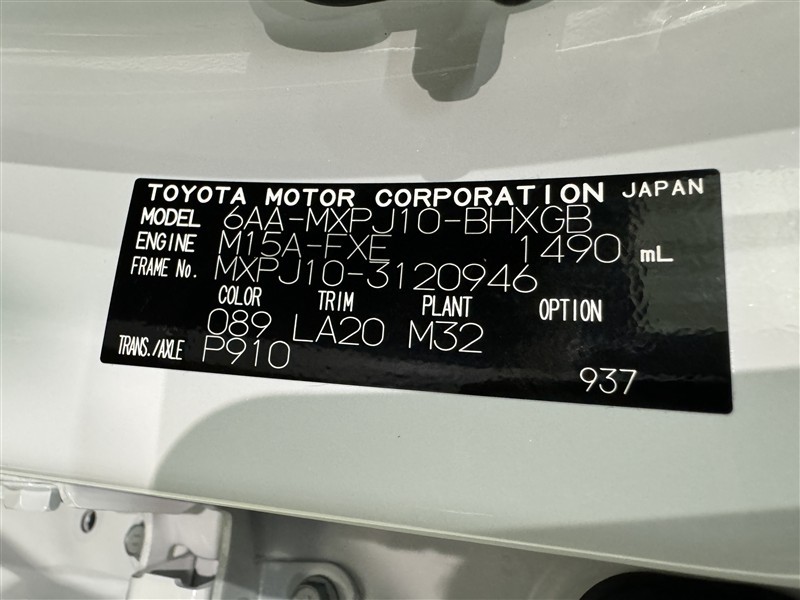 TOYOTA MOTOR CORPORATION JAPAN
MODEL 6AA-MXPJ10-BHXGB
ENGINE M15A-FXE 1490 mL
FRAME No. MXPJ10-3120946
COLOR TRIM PLANT OPTION
089 LA20 M32
TRANS./AXLE P910
937